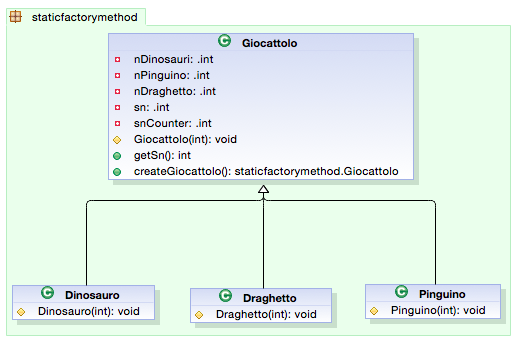 staticfactorymethod
Giocattolo
nDinosauri: .int
nPinguino: .int
nDraghetto: .int
sn: .int
snCounter: .int
Giocattolo(int): void
getSn(): int
createGiocattolo(): staticfactorymethod.Giocattolo
Dinosauro
Dinosauro(int): void
Draghetto
Draghetto(int): void
Pinguino
Pinguino(int): void